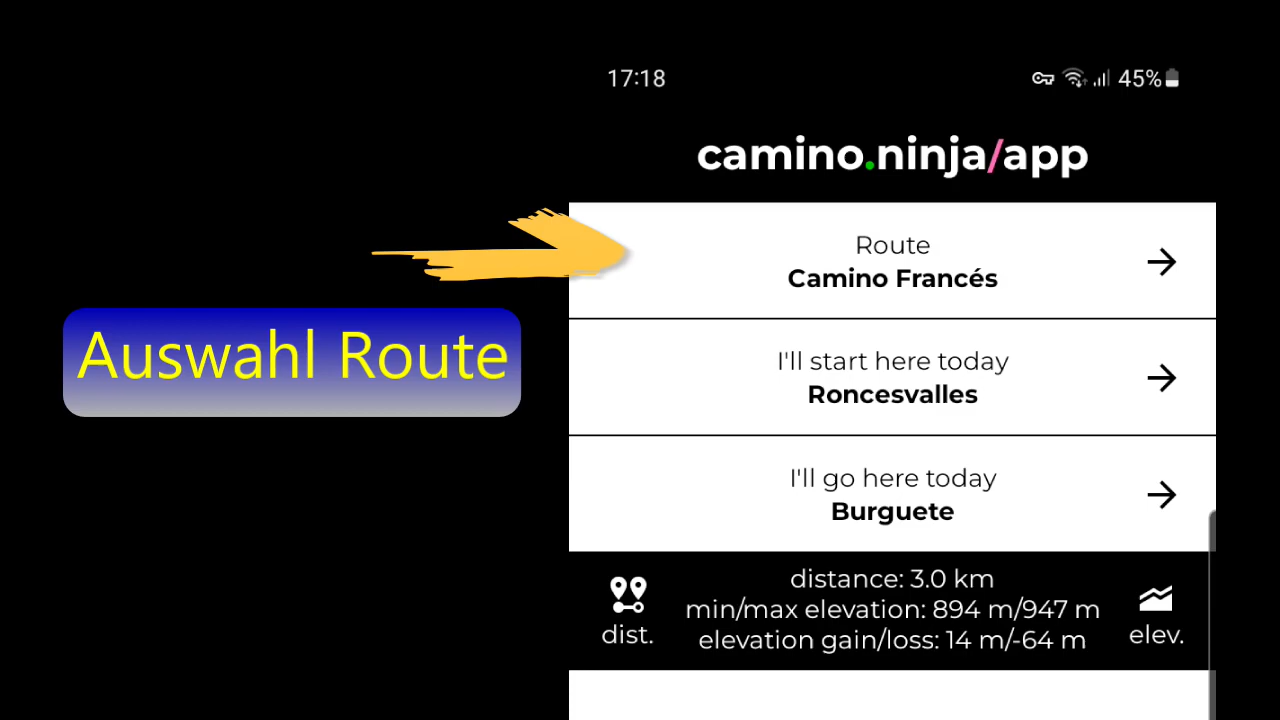 17:18
45%
camino.ninja/app
Route
Camino Francés
Auswahl Route
I'll start here today
Roncesvalles
I'll go here today
Burguete
distance: 3.0 km
min/max elevation: 894 m/947 m
elevation gain/loss: 14 m/-64 m
dist.
elev.